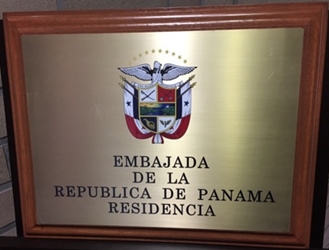 EMBAJADA
DE LA
REPUBLICA DE PANAMA
RESIDENCIA